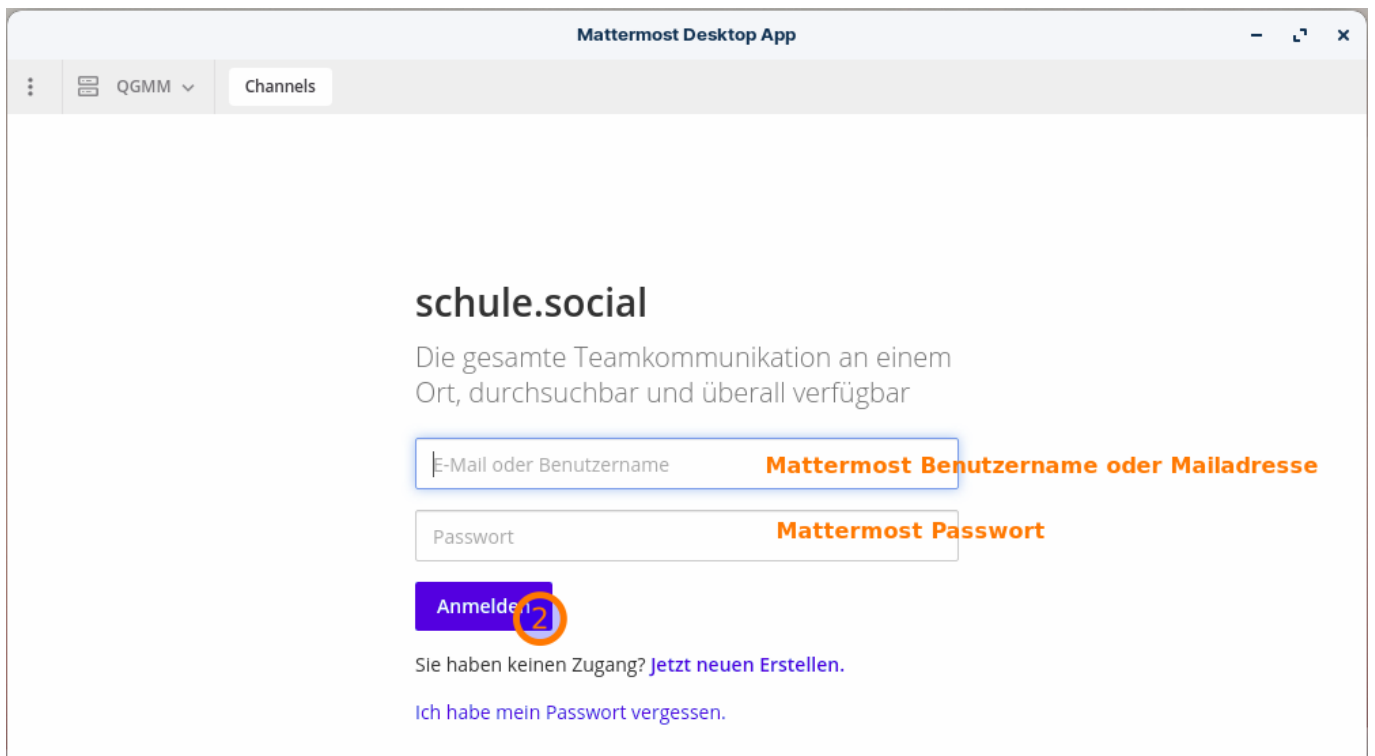 Mattermost Desktop App
QGMM
Channels
schule.social
Die gesamte Teamkommunikation an einem
Ort, durchsuchbar und überall verfügbar
E-Mail oder Benutzername
Mattermost Benutzername oder Mailadresse
Passwort
Mattermost Passwort
Anmelden
2
Sie haben keinen Zugang? Jetzt neuen Erstellen.
Ich habe mein Passwort vergessen.